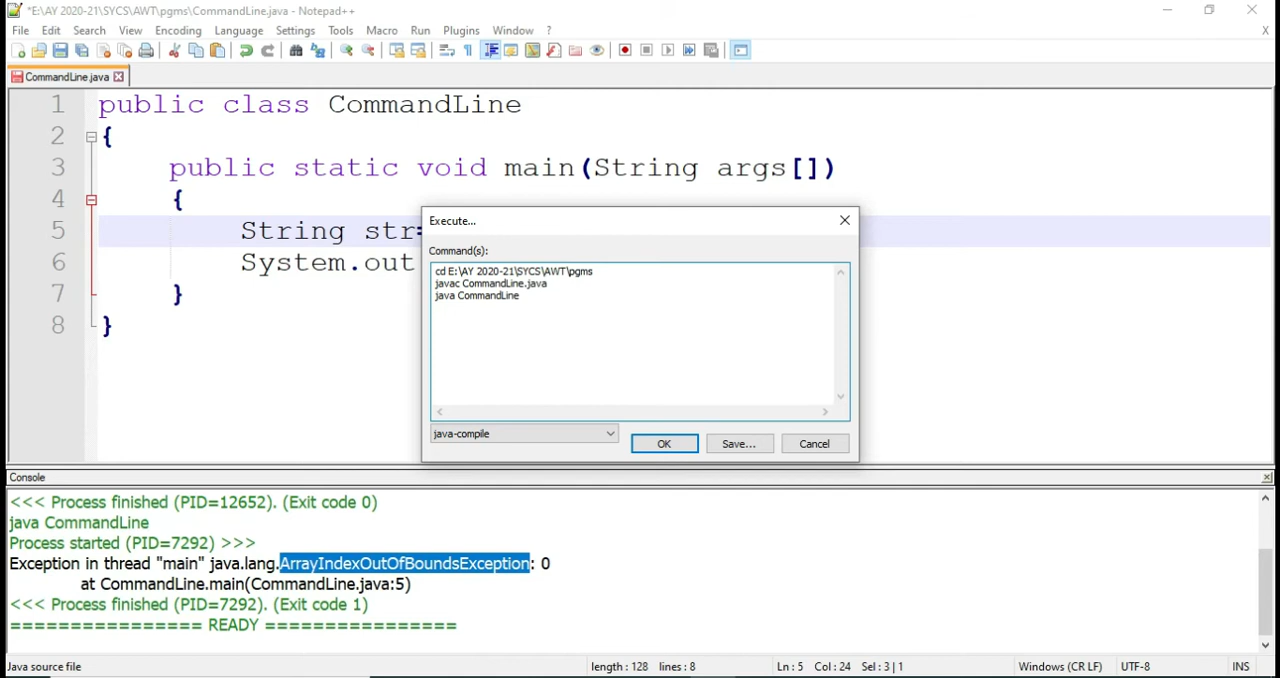 *E:\AY 2020-21\SYCS\AWT\pgms\CommandLine.java - Notepad++
File Edit Search View Encoding Language Settings Tools Macro Run Plugins Window ? X
CommandLine.java
1 public class CommandLine
2 {
3 public static void main(String args[])
4 {
5 String str=
6 System.out
7 }
8 }
Execute...
Command(s):
cd E:\AY 2020-21\SYCS\AWT\pgms
javac CommandLine.java
java CommandLine
java-compile OK Save... Cancel
Console
<<< Process finished (PID=12652). (Exit code 0)
java CommandLine
Process started (PID=7292) >>>
Exception in thread "main" java.lang.ArrayIndexOutOfBoundsException: 0
at CommandLine.main(CommandLine.java:5)
<<< Process finished (PID=7292). (Exit code 1)
================ READY ================
Java source file length : 128 lines : 8 Ln : 5 Col : 24 Sel : 3 | 1 Windows (CR LF) UTF-8 INS